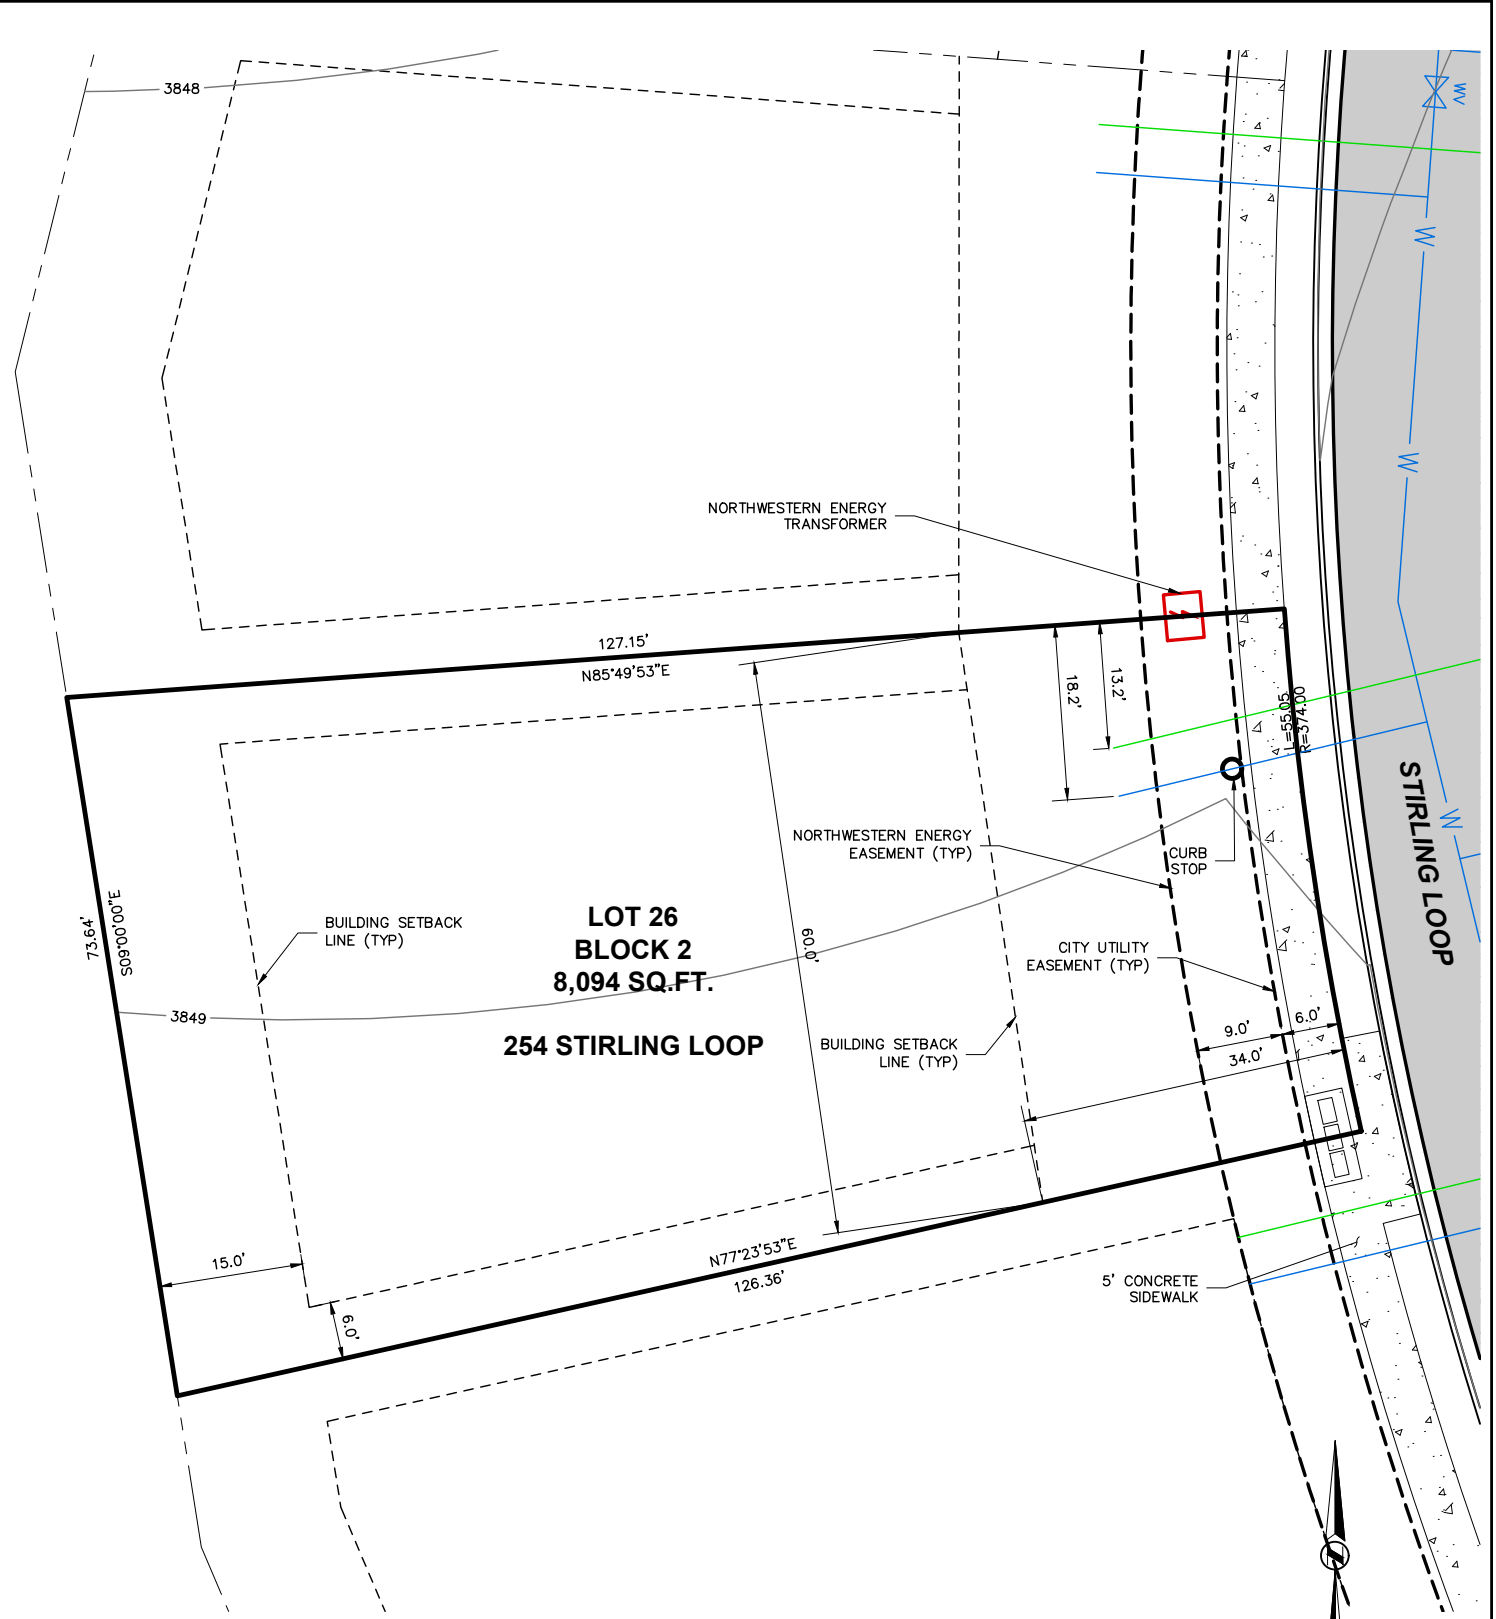 3848
WV
W
W
NORTHWESTERN ENERGY
TRANSFORMER
127.15'
N85°49'53"E
18.2'
13.2'
L=55.05
R=374.00
STIRLING LOOP
W
NORTHWESTERN ENERGY
EASEMENT (TYP)
CURB
STOP
73.64'
S09°00'00"E
BUILDING SETBACK
LINE (TYP)
LOT 26
BLOCK 2
8,094 SQ.FT.
254 STIRLING LOOP
60.0'
CITY UTILITY
EASEMENT (TYP)
3849
BUILDING SETBACK
LINE (TYP)
9.0'
6.0'
34.0'
15.0'
6.0'
N77°23'53"E
126.36'
5' CONCRETE
SIDEWALK